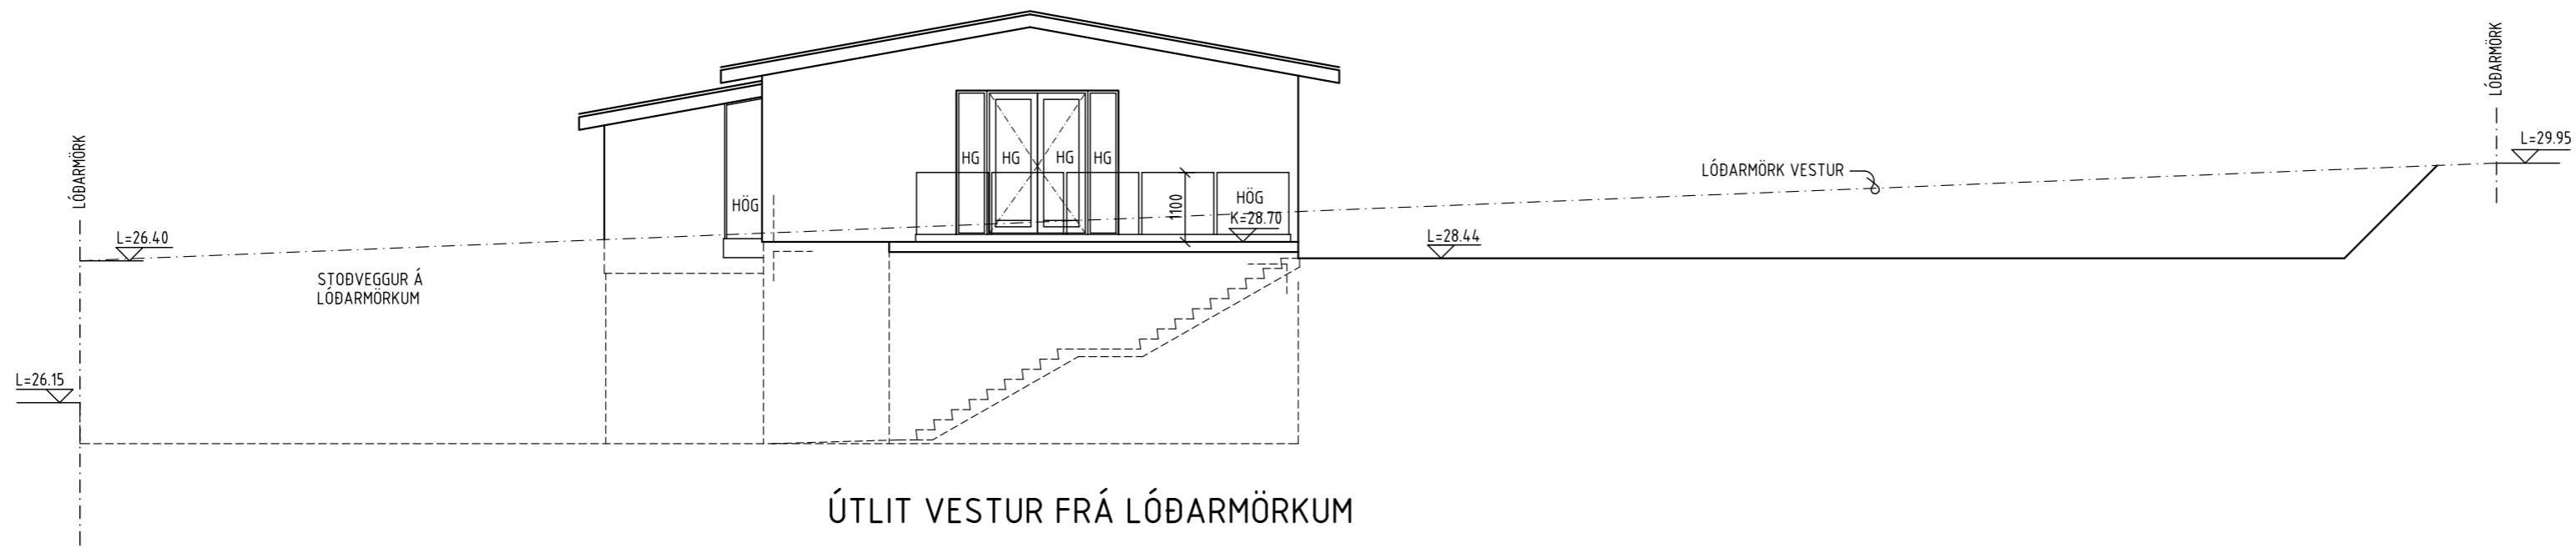 LÓÐARMÖRK
LÓÐARMÖRK
L=29.95
LÓÐARMÖRK VESTUR
HG
HG
HG
HG
HÖG
HÖG
1100
K=28.70
L=26.40
L=28.44
STOÐVEGGUR Á
LÓÐARMÖRKUM
L=26.15
ÚTLIT VESTUR FRÁ LÓÐARMÖRKUM